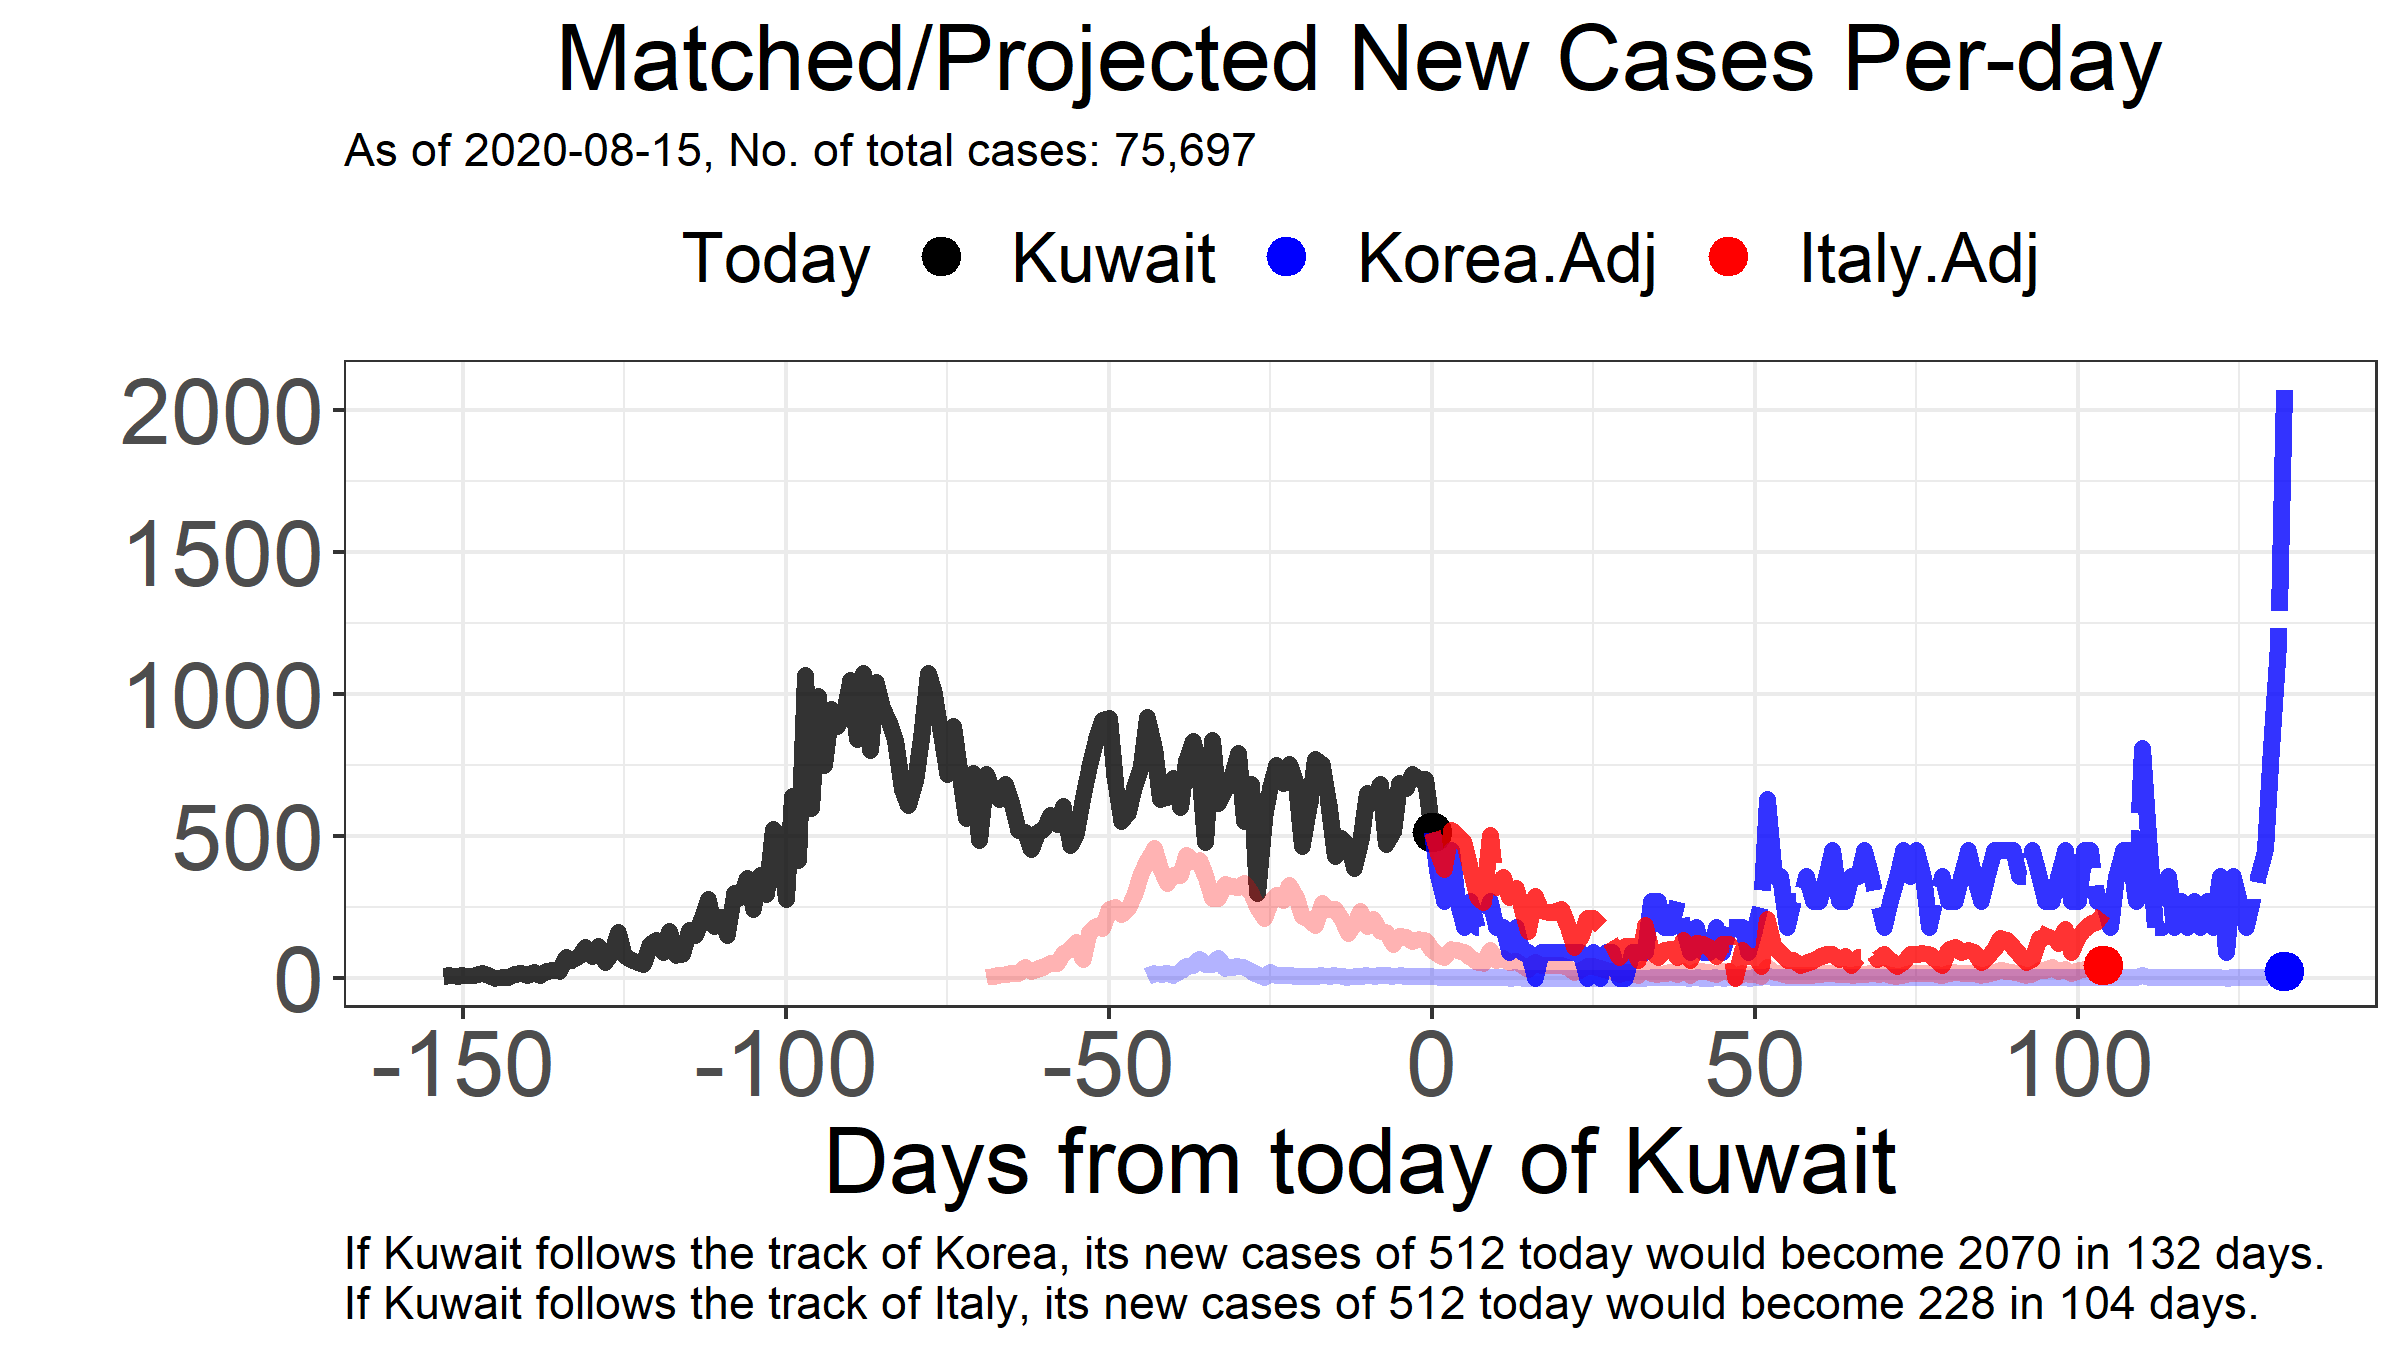 Matched/Projected New Cases Per-day
As of 2020-08-15, No. of total cases: 75,697
Today Kuwait Korea.Adj Italy.Adj
2000
1500
1000
500
0
-150 -100 -50 0 50 100
Days from today of Kuwait
If Kuwait follows the track of Korea, its new cases of 512 today would become 2070 in 132 days.
If Kuwait follows the track of Italy, its new cases of 512 today would become 228 in 104 days.